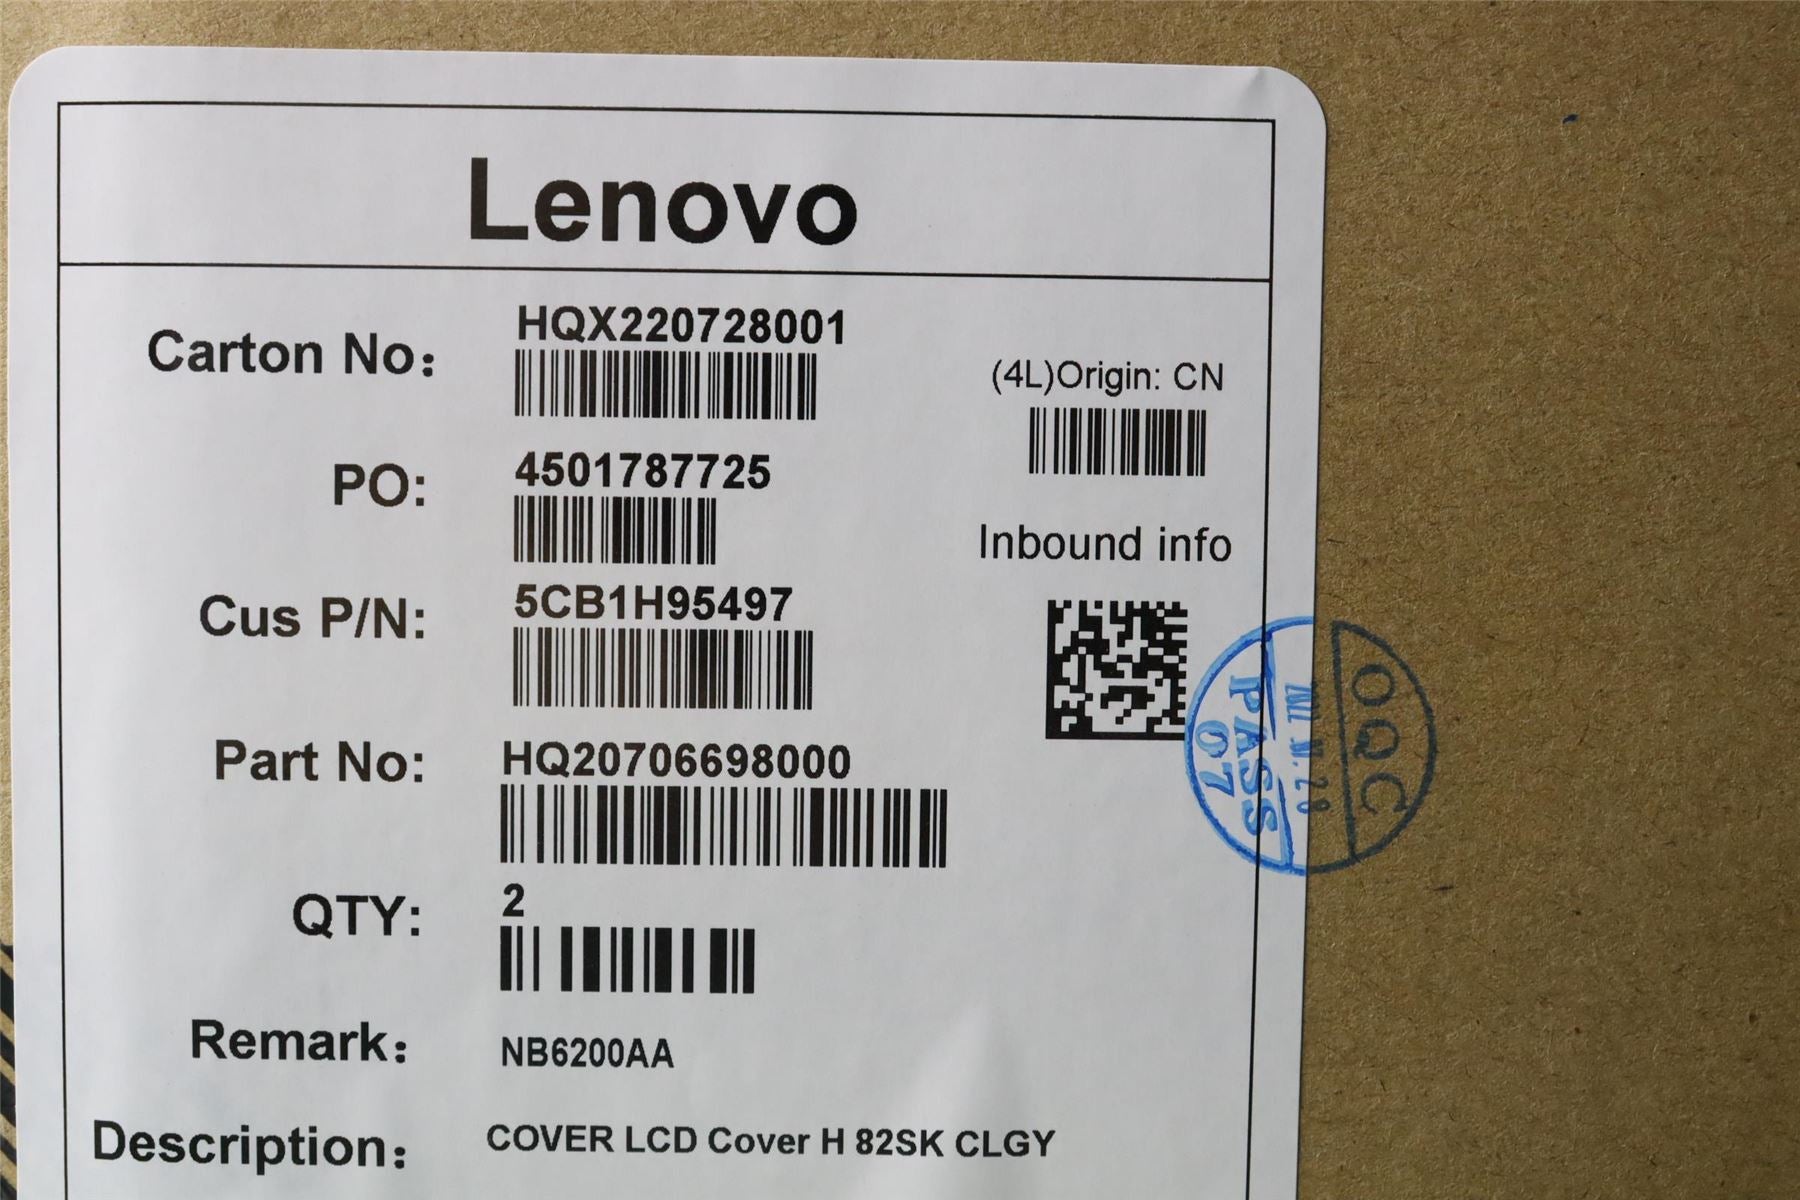 Lenovo
Carton No: HQX220728001
(4L)Origin: CN
PO: 4501787725
Inbound info
Cus P/N: 5CB1H95497
Part No: HQ20706698000
QTY: 2
Remark: NB6200AA
Description: COVER LCD Cover H 82SK CLGY
OQC
PASS
07